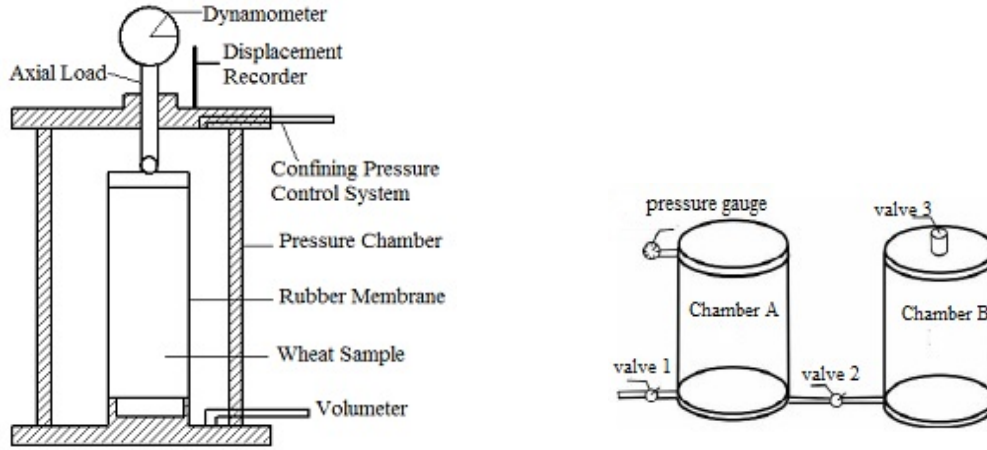 Dynamometer
Displacement
Recorder
Axial Load
Confining Pressure
Control System
Pressure Chamber
Rubber Membrane
Wheat Sample
Volumeter
pressure gauge
valve 3
Chamber A
Chamber B
valve 1
valve 2